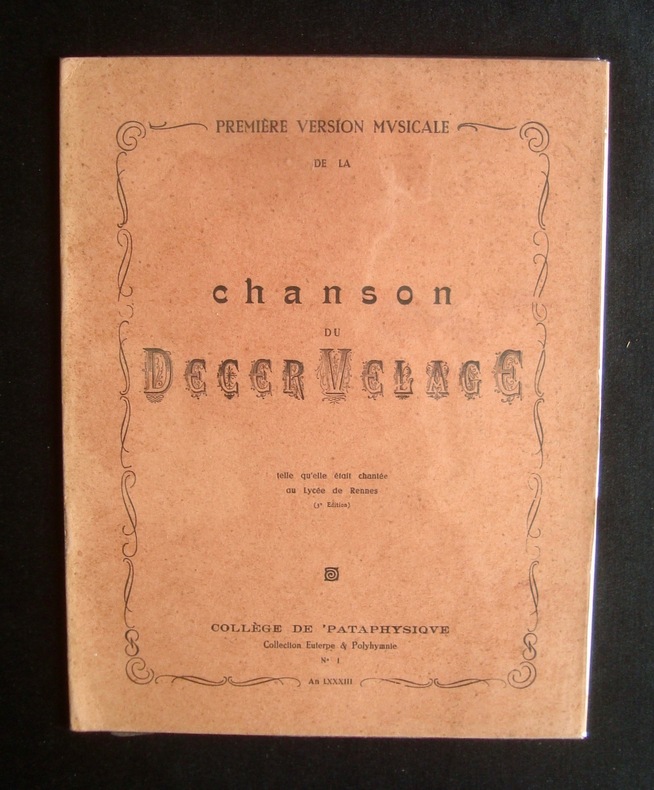 PREMIÈRE VERSION MVSICALE
DE LA
chanson
DU
DECERVELAGE
telle qu'elle était chantée
au Lycée de Rennes
(3e Edition)
COLLÈGE DE 'PATAPHYSIQVE
Collection Euterpe & Polyhymnie
N° 1
An LXXXIII